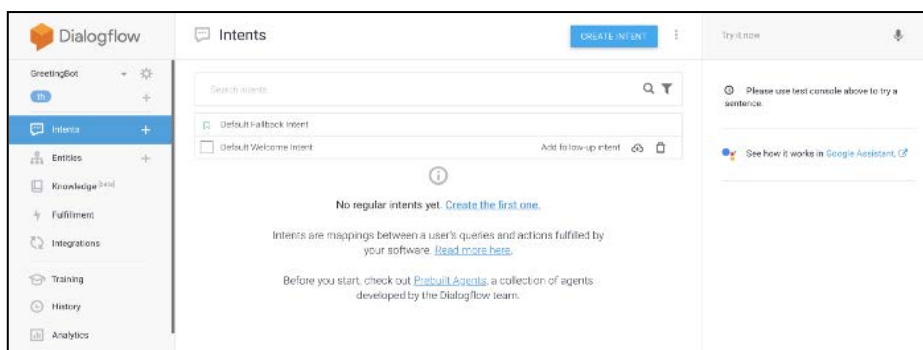 Dialogflow
Intents
CREATE INTENT
Try it now
GreetingBot
th
Search intents
Please use test console above to try a
sentence.
Intents
Default Fallback Intent
Entities
Default Welcome Intent
Add follow-up intent
See how it works in Google Assistant.
Knowledge [beta]
No regular intents yet. Create the first one.
Fulfillment
Integrations
Intents are mappings between a user's queries and actions fulfilled by
your software. Read more here.
Training
Before you start, check out Prebuilt Agents, a collection of agents
developed by the Dialogflow team.
History
Analytics